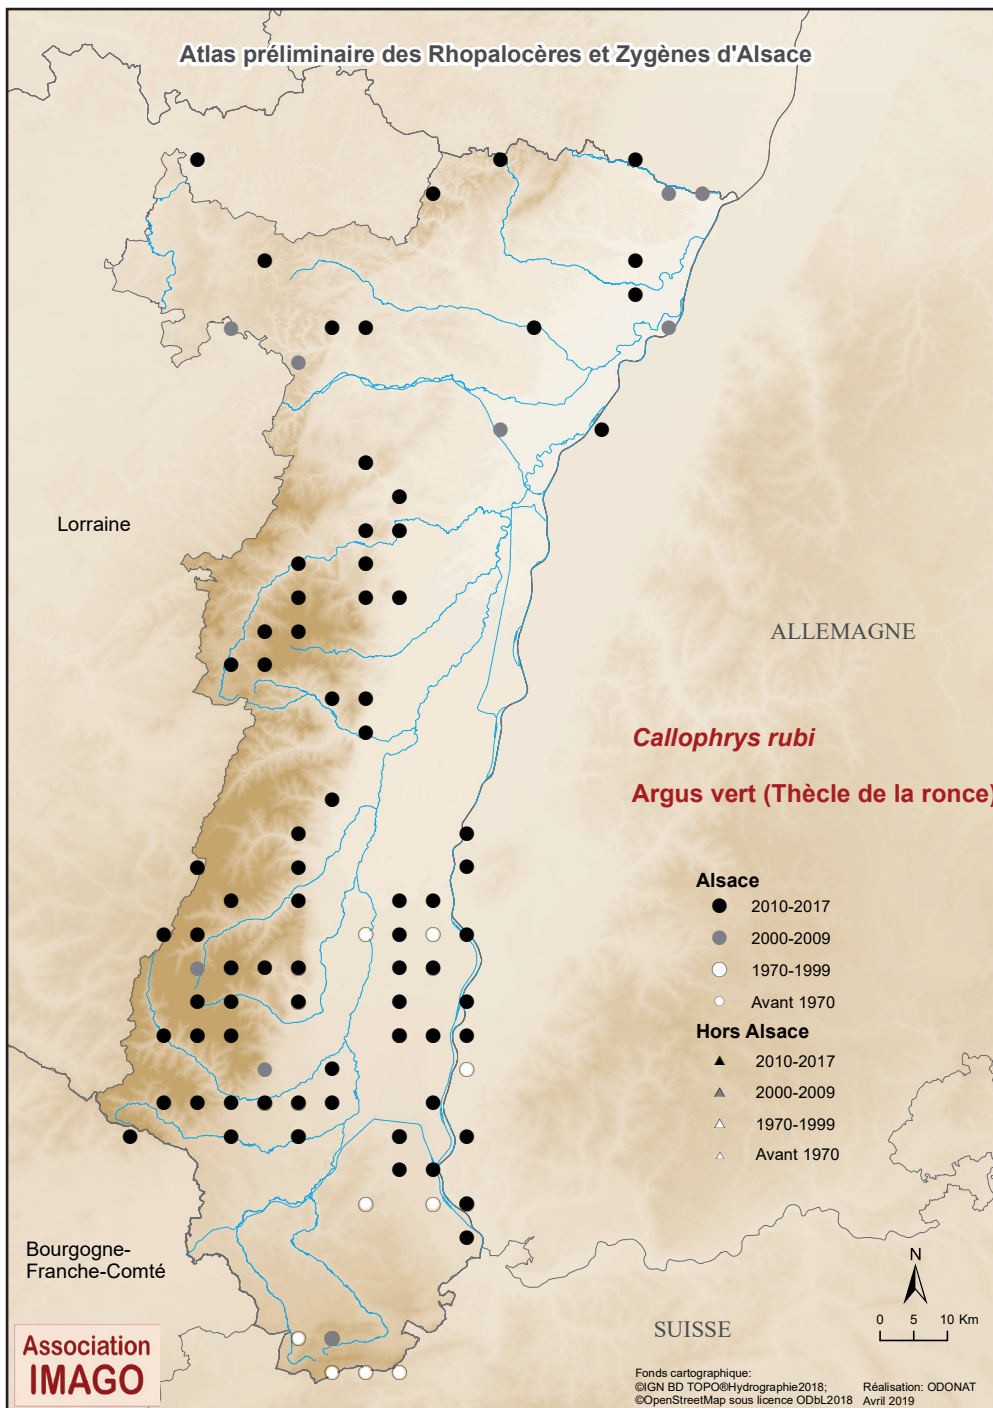 Atlas préliminaire des Rhopalocères et Zygènes d'Alsace
Lorraine
ALLEMAGNE
Callophrys rubi
Argus vert (Thècle de la ronce)
Alsace
2010-2017
2000-2009
1970-1999
Avant 1970
Hors Alsace
2010-2017
2000-2009
1970-1999
Avant 1970
Bourgogne-
Franche-Comté
SUISSE
N
0 5 10 Km
Association
IMAGO
Fonds cartographique:
©IGN BD TOPO®Hydrographie2018;
©OpenStreetMap sous licence ODbL2018
Réalisation: ODONAT
Avril 2019